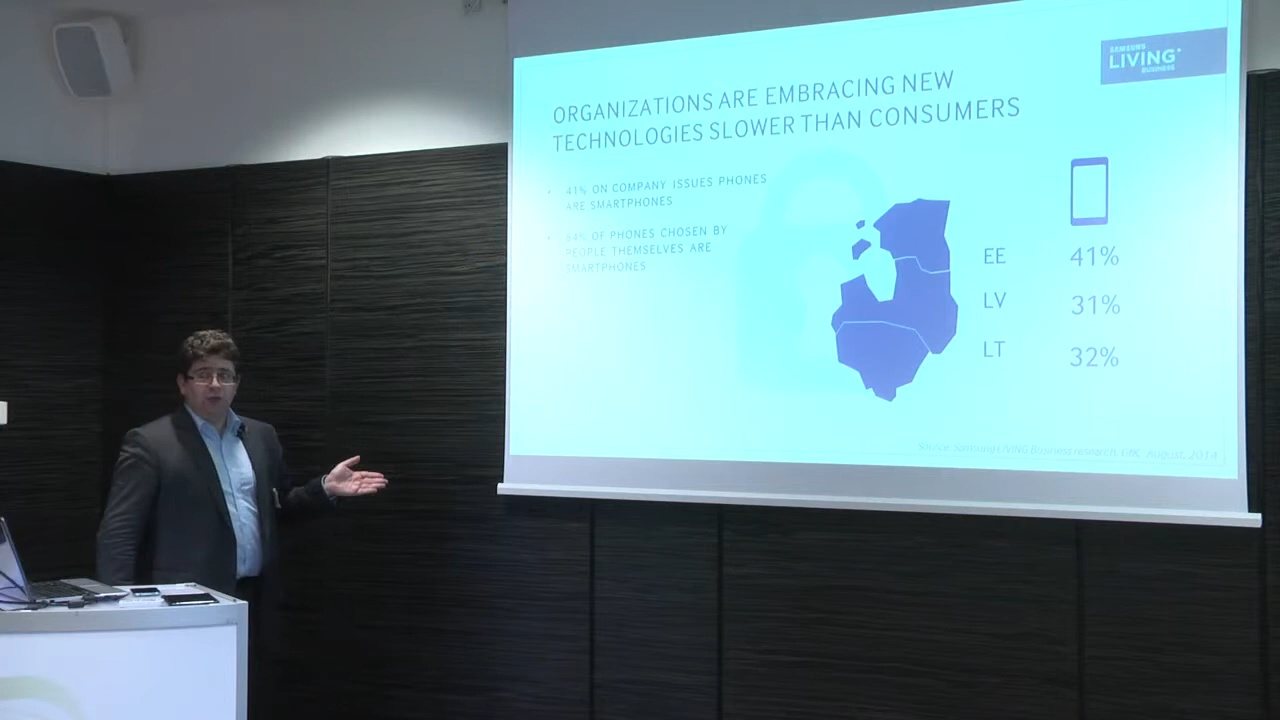 SAMSUNG
LIVING
BUSINESS
ORGANIZATIONS ARE EMBRACING NEW
TECHNOLOGIES SLOWER THAN CONSUMERS
41% ON COMPANY ISSUES PHONES
ARE SMARTPHONES
64% OF PHONES CHOSEN BY
PEOPLE THEMSELVES ARE
SMARTPHONES
EE 41%
LV 31%
LT 32%
Source: Samsung LIVING Business research, GfK, August, 2014